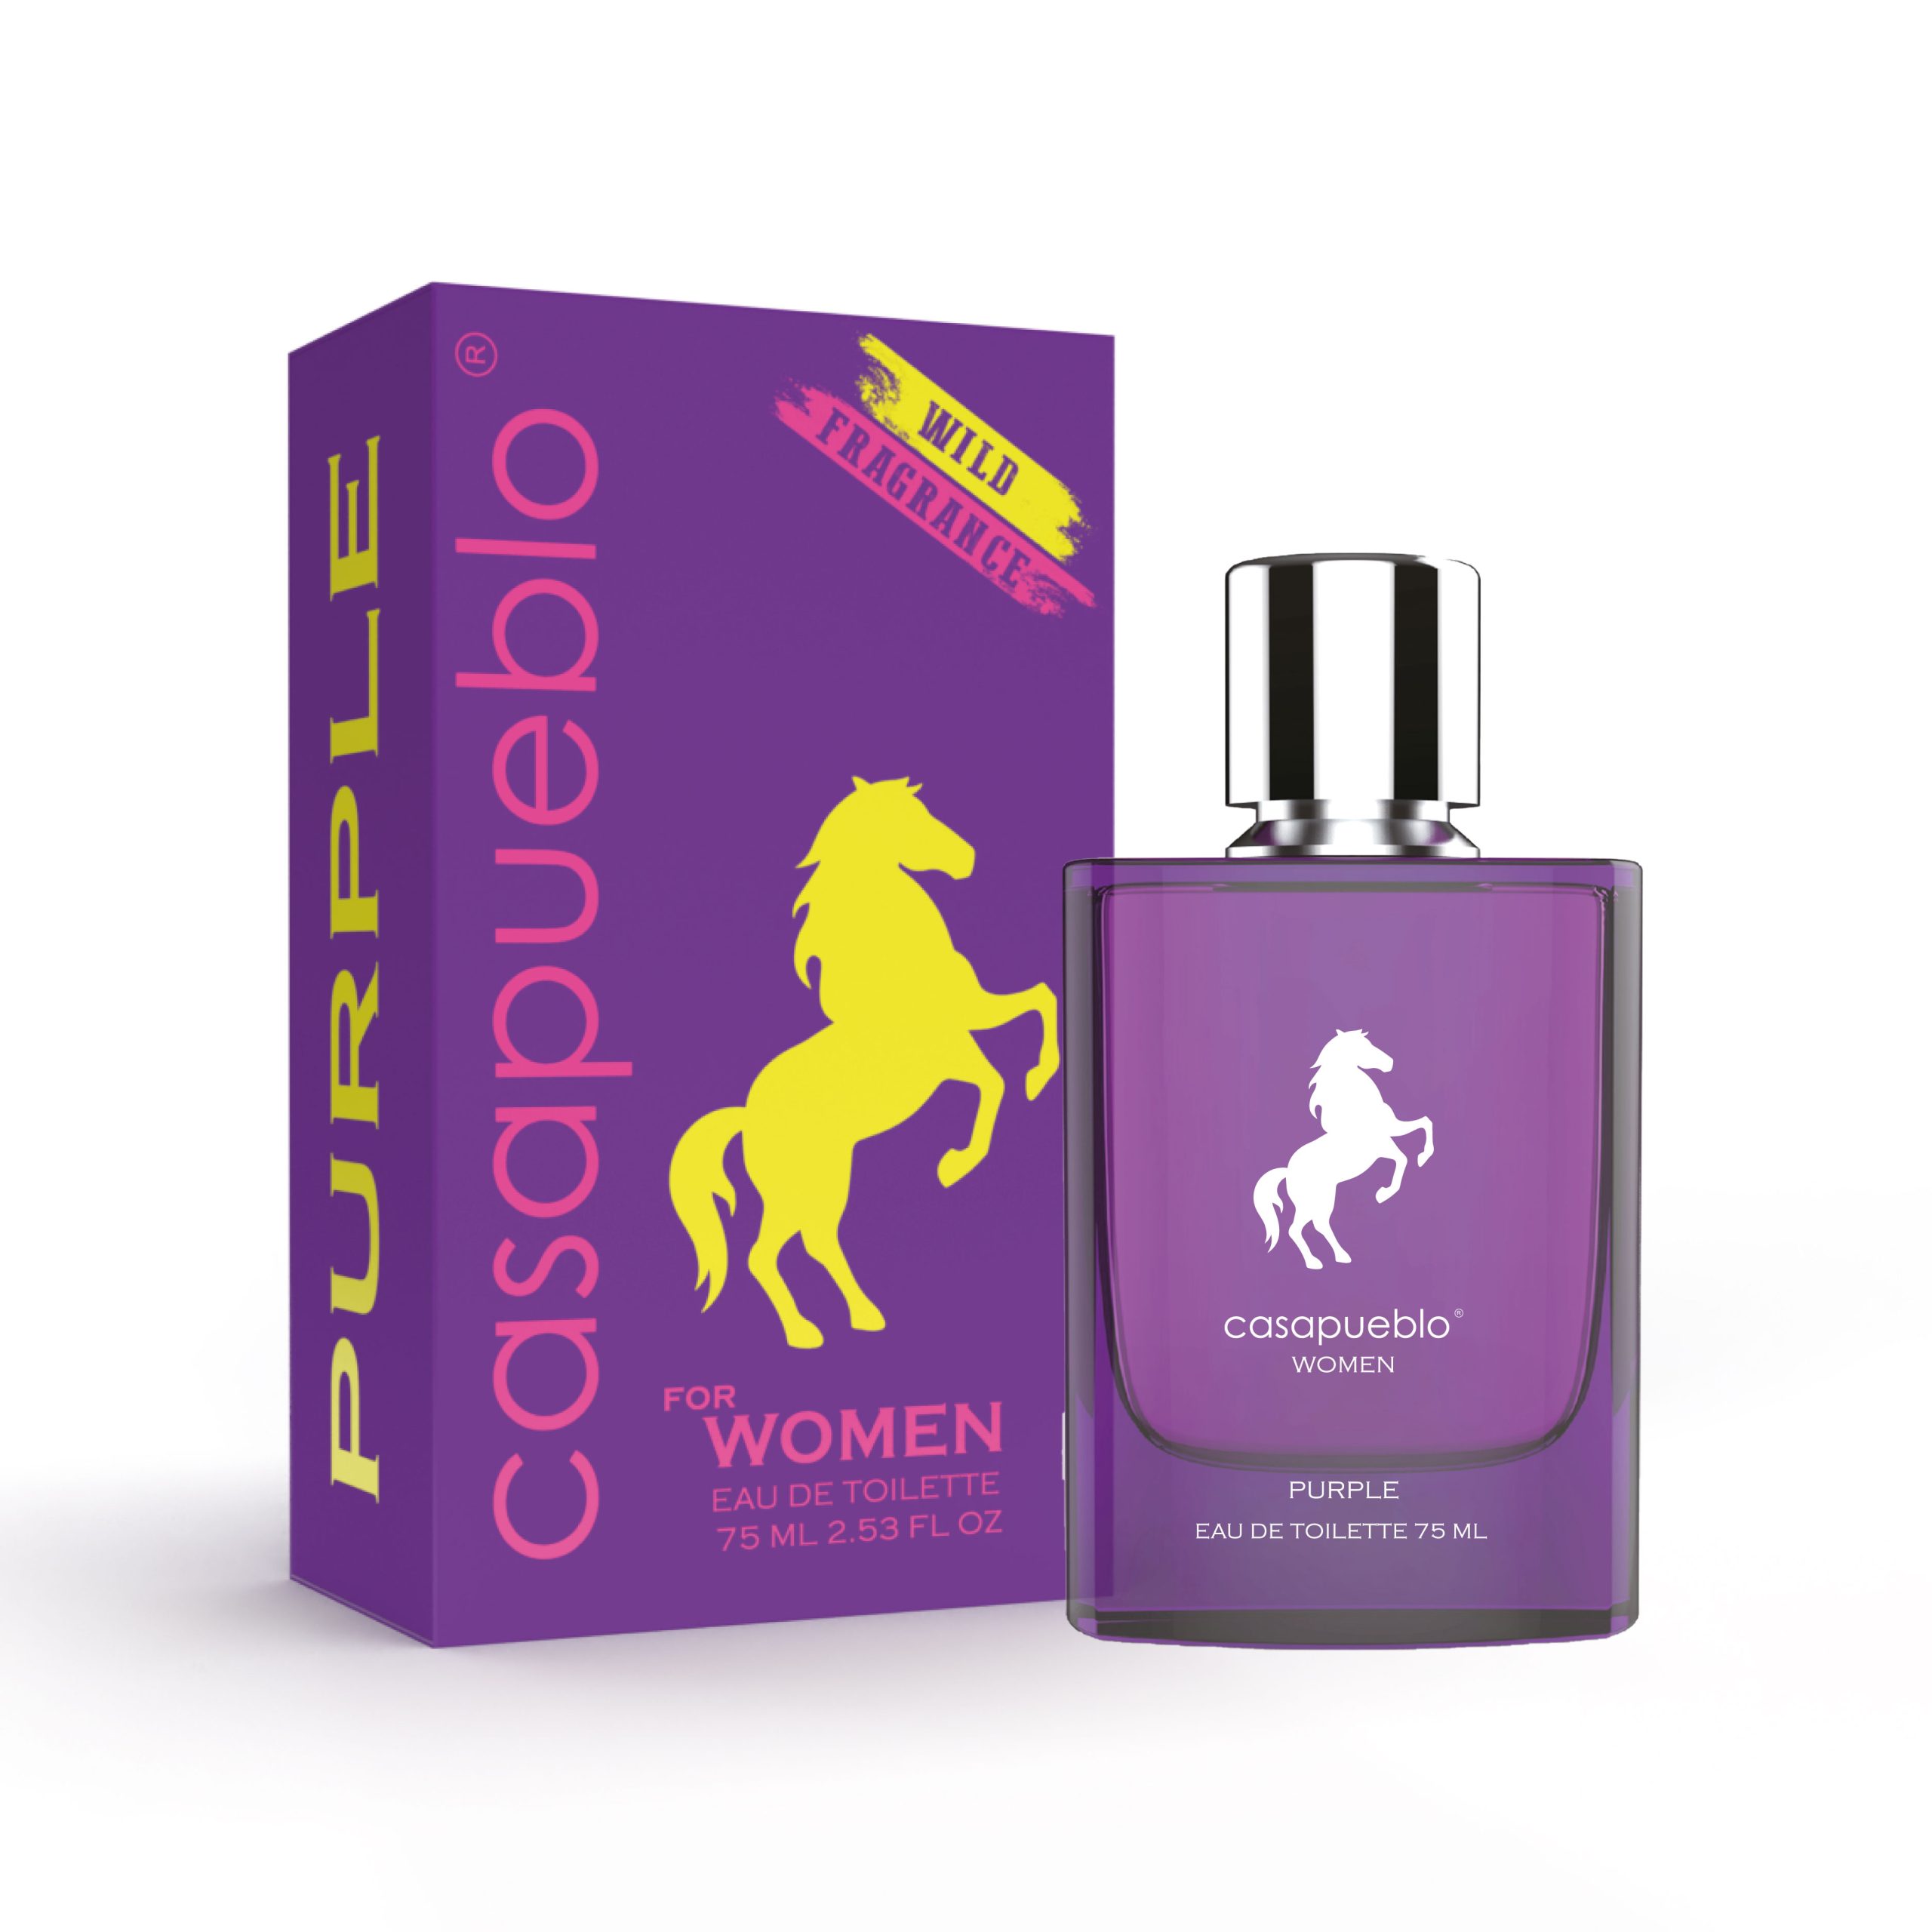 PURPLE
casapueblo®
WILD
FRAGRANCE
FOR
WOMEN
EAU DE TOILETTE
75 ML 2.53 FL OZ
casapueblo®
WOMEN
PURPLE
EAU DE TOILETTE 75 ML